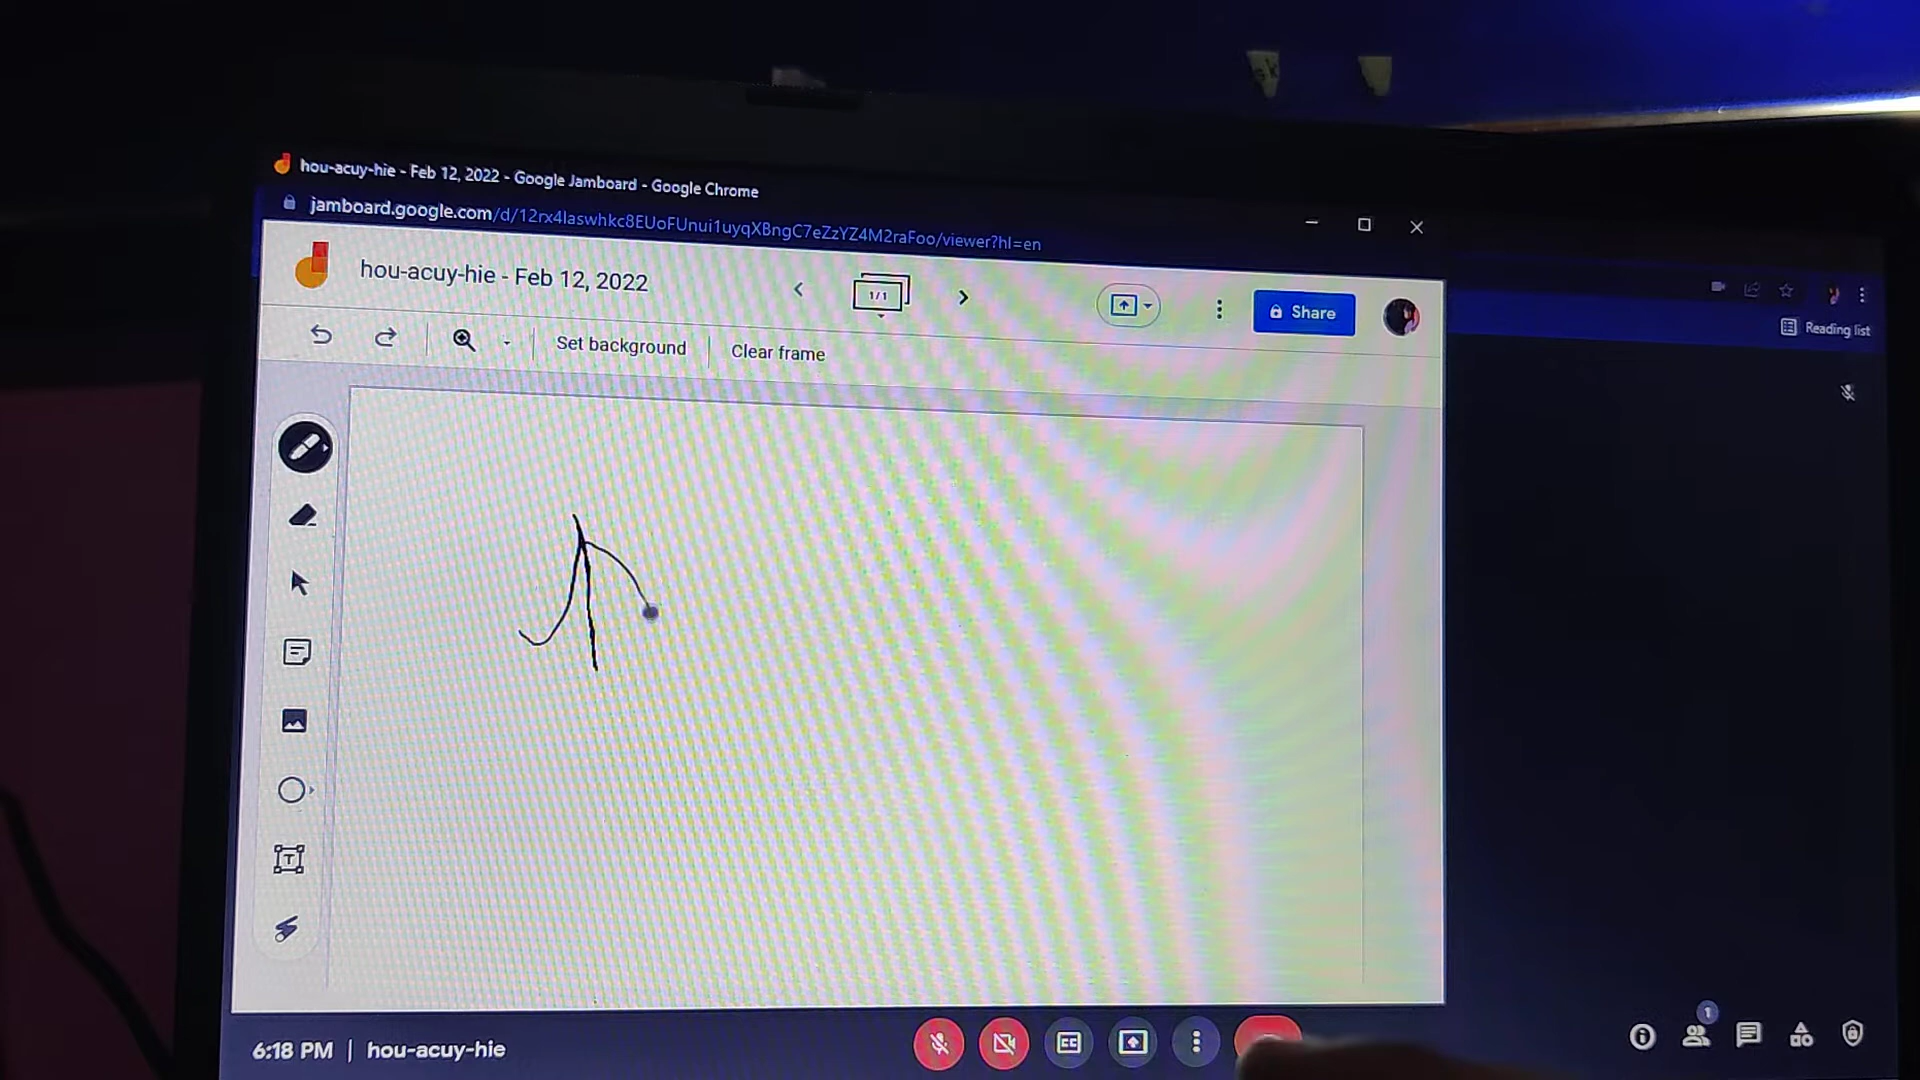 hou-acuy-hie - Feb 12, 2022 - Google Jamboard - Google Chrome
jamboard.google.com/d/12rx4laswhkc8EUoFUnui1uyqXBngC7eZzYZ4M2raFoo/viewer?hl=en
hou-acuy-hie - Feb 12, 2022
1/1
Share
Reading list
Set background
Clear frame
T
6:18 PM | hou-acuy-hie
CC
1